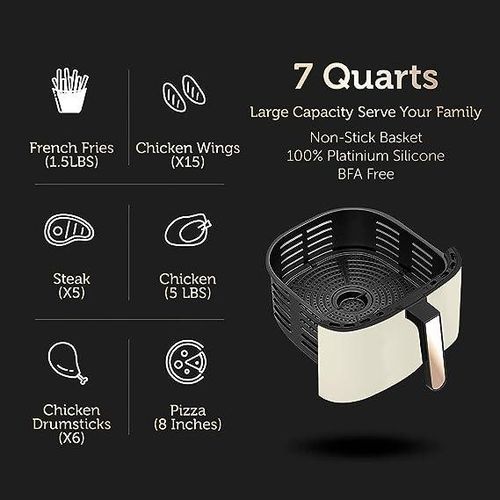 7 Quarts
Large Capacity Serve Your Family
Non-Stick Basket
100% Platinium Silicone
BFA Free
French Fries
(1.5LBS)
Chicken Wings
(X15)
Steak
(X5)
Chicken
(5 LBS)
Chicken
Drumsticks
(X6)
Pizza
(8 Inches)